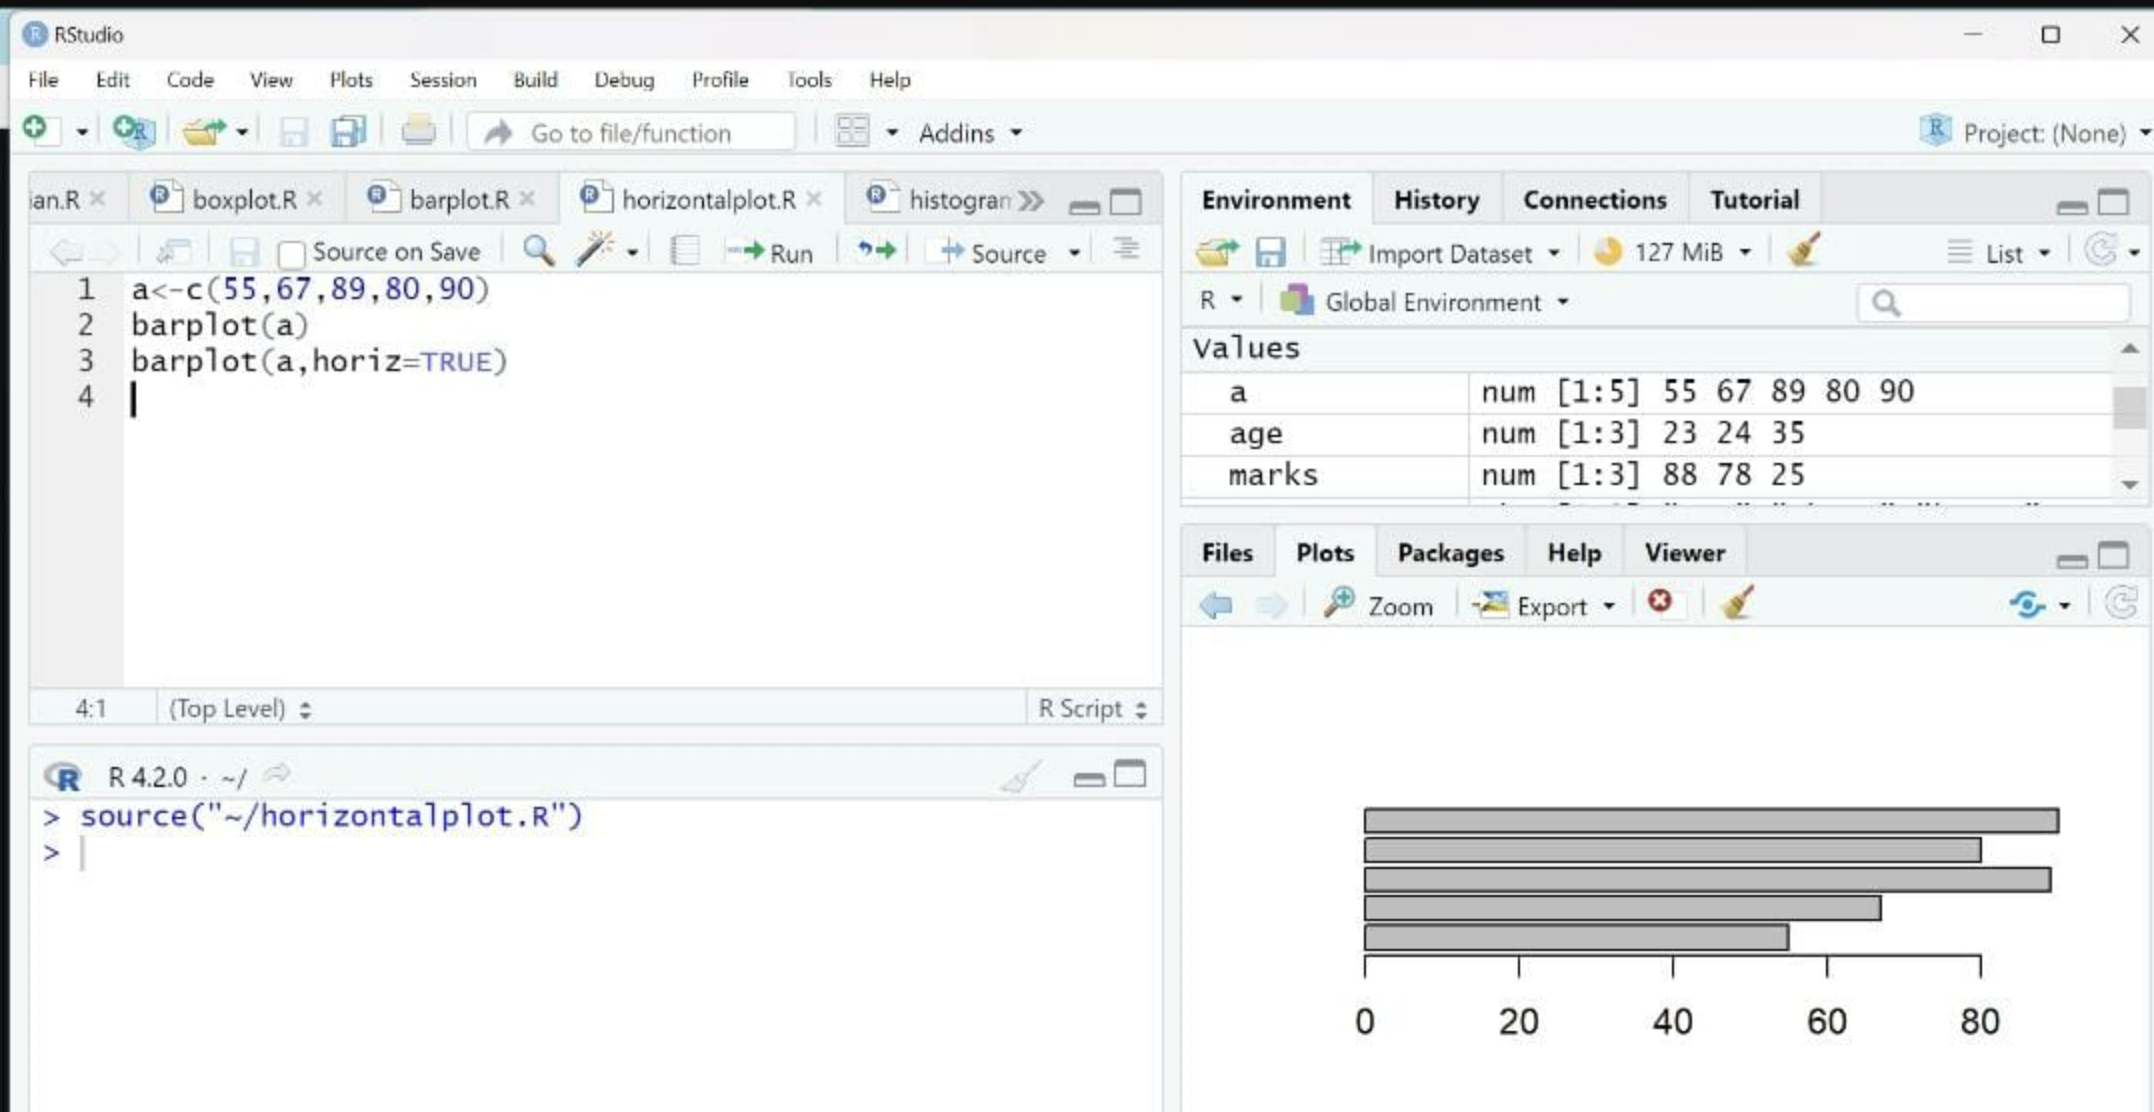 RStudio
File Edit Code View Plots Session Build Debug Profile Tools Help
Go to file/function Addins Project: (None)
boxplot.R barplot.R horizontalplot.R
Source on Save Run Source
1 a<-c(55,67,89,80,90)
2 barplot(a)
3 barplot(a,horiz=TRUE)
4
4:1 (Top Level) R Script
R 4.2.0 · ~/
> source("~/horizontalplot.R")
>
Environment History Connections Tutorial
Import Dataset 127 MiB List
R Global Environment
Values
a num [1:5] 55 67 89 80 90
age num [1:3] 23 24 35
marks num [1:3] 88 78 25
Files Plots Packages Help Viewer
Zoom Export
0 20 40 60 80